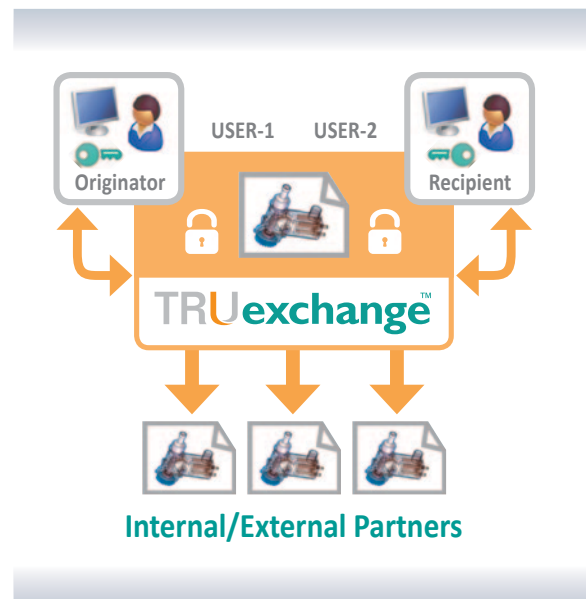 USER-1 USER-2
Originator
Recipient
TRUexchange™
Internal/External Partners